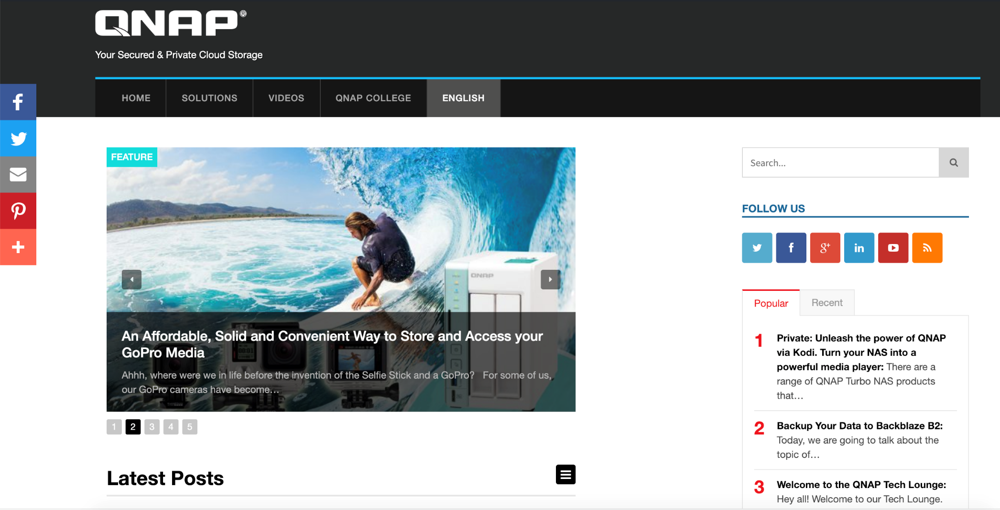 QNAP®
Your Secured & Private Cloud Storage
HOME
SOLUTIONS
VIDEOS
QNAP COLLEGE
ENGLISH
FEATURE
QNAP
00:01
An Affordable, Solid and Convenient Way to Store and Access your
GoPro Media
Ahhh, where were we in life before the invention of the Selfie Stick and a GoPro? For some of us,
our GoPro cameras have become…
1 2 3 4 5
Latest Posts
Search...
FOLLOW US
Popular
Recent
1
Private: Unleash the power of QNAP
via Kodi. Turn your NAS into a
powerful media player: There are a
range of QNAP Turbo NAS products
that…
2
Backup Your Data to Backblaze B2:
Today, we are going to talk about the
topic of…
3
Welcome to the QNAP Tech Lounge:
Hey all! Welcome to our Tech Lounge.